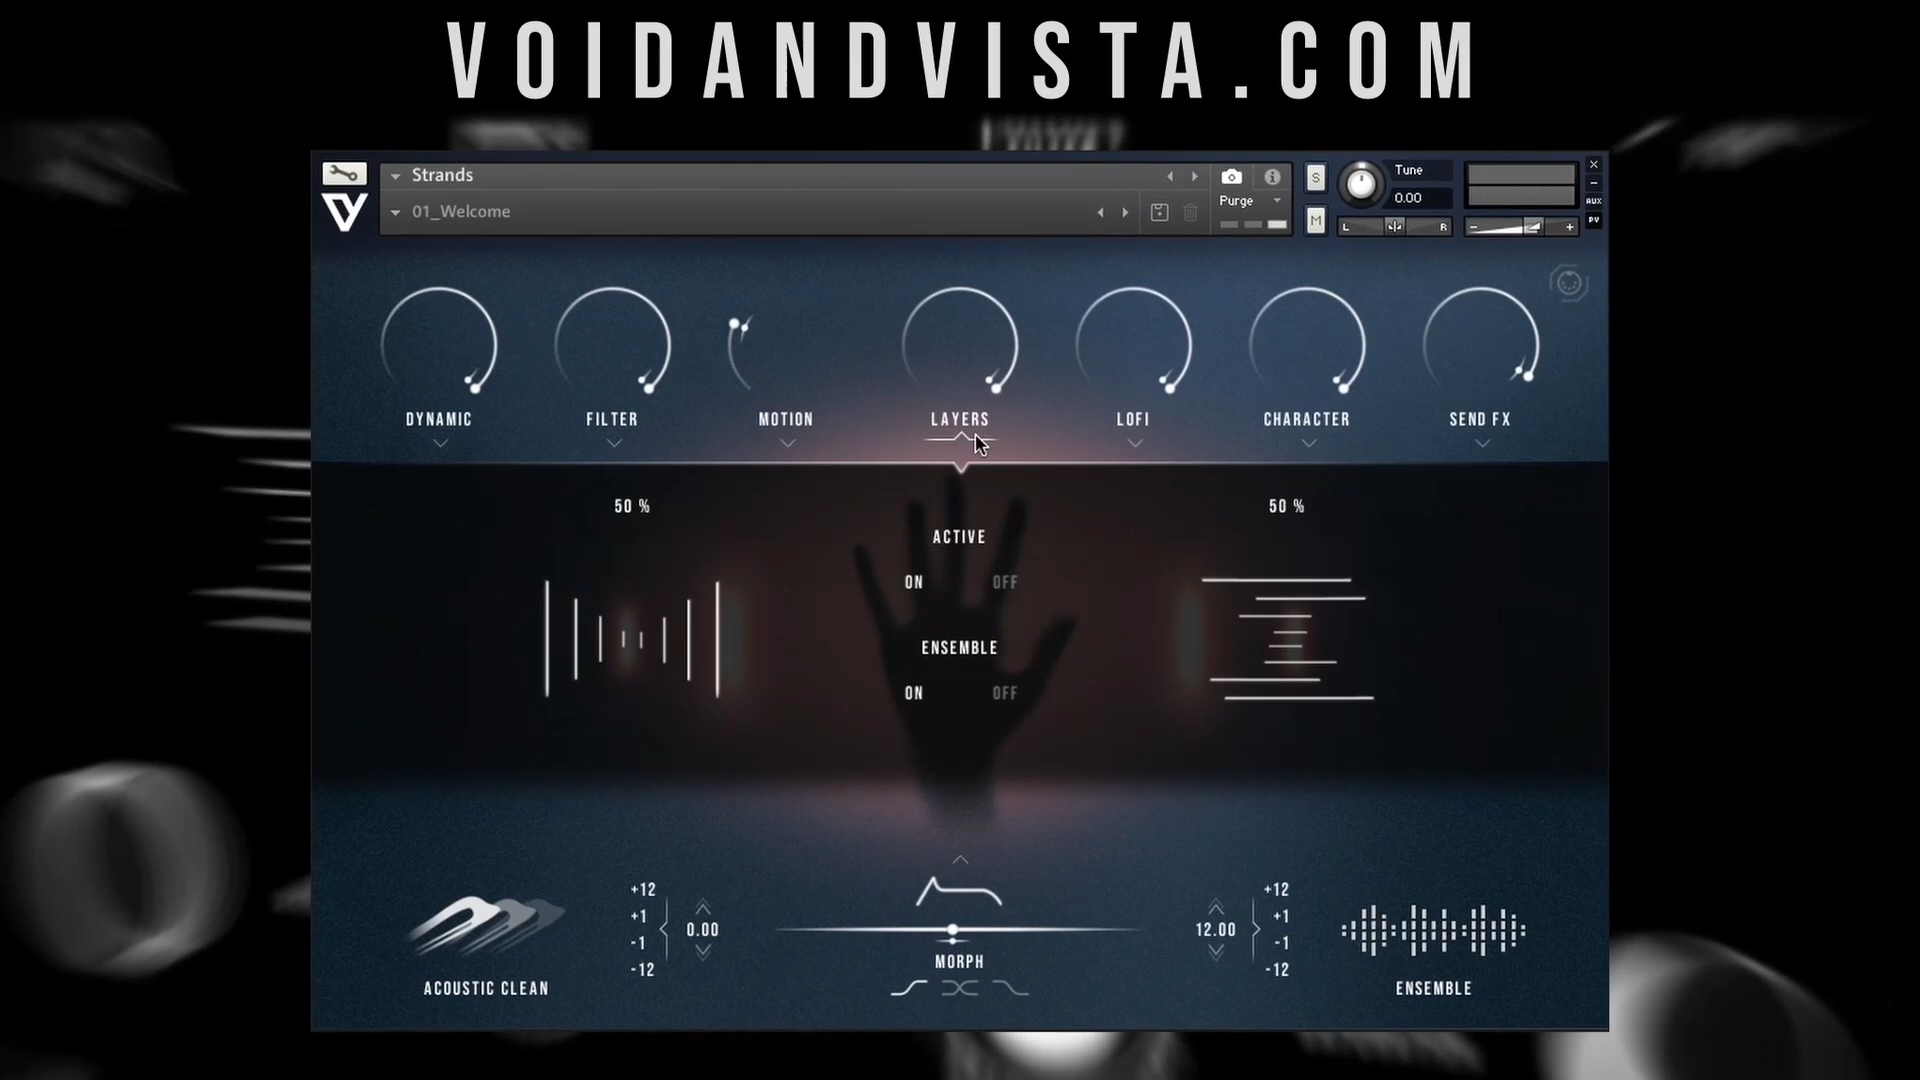 VOIDANDVISTA.COM
Strands
01_Welcome
Purge
S
M
Tune
0.00
L R
- +
×
-
AUX
PV
DYNAMIC
FILTER
MOTION
LAYERS
LOFI
CHARACTER
SEND FX
50 %
50 %
ACTIVE
ON OFF
ENSEMBLE
ON OFF
+12
+1
-1
-12
0.00
MORPH
12.00
+12
+1
-1
-12
ACOUSTIC CLEAN
ENSEMBLE